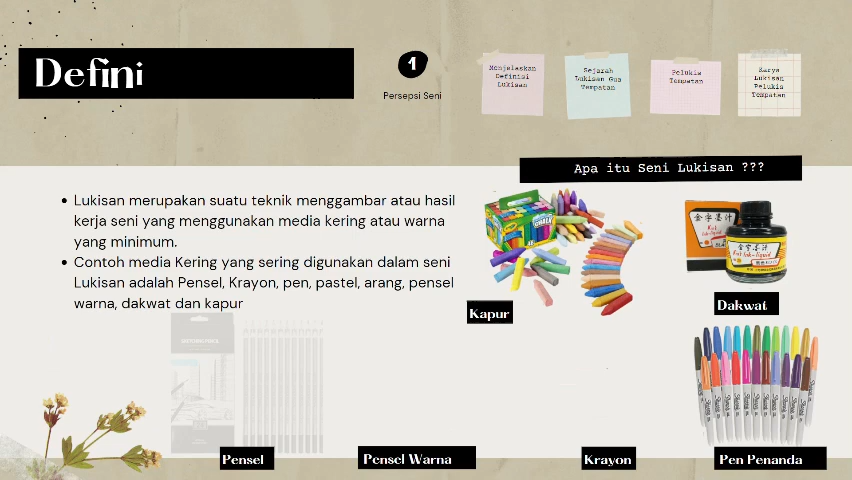 Defini
1
Persepsi Seni
Menjelaskan
Definisi
Lukisan
Sejarah
Lukisan Gua
Tempatan
Pelukis
Tempatan
Karya
Lukisan
Pelukis
Tempatan
Apa itu Seni Lukisan ???
Lukisan merupakan suatu teknik menggambar atau hasil
kerja seni yang menggunakan media kering atau warna
yang minimum.
Contoh media Kering yang sering digunakan dalam seni
Lukisan adalah Pensel, Krayon, pen, pastel, arang, pensel
warna, dakwat dan kapur
Kapur
Dakwat
Pensel
Pensel Warna
Krayon
Pen Penanda